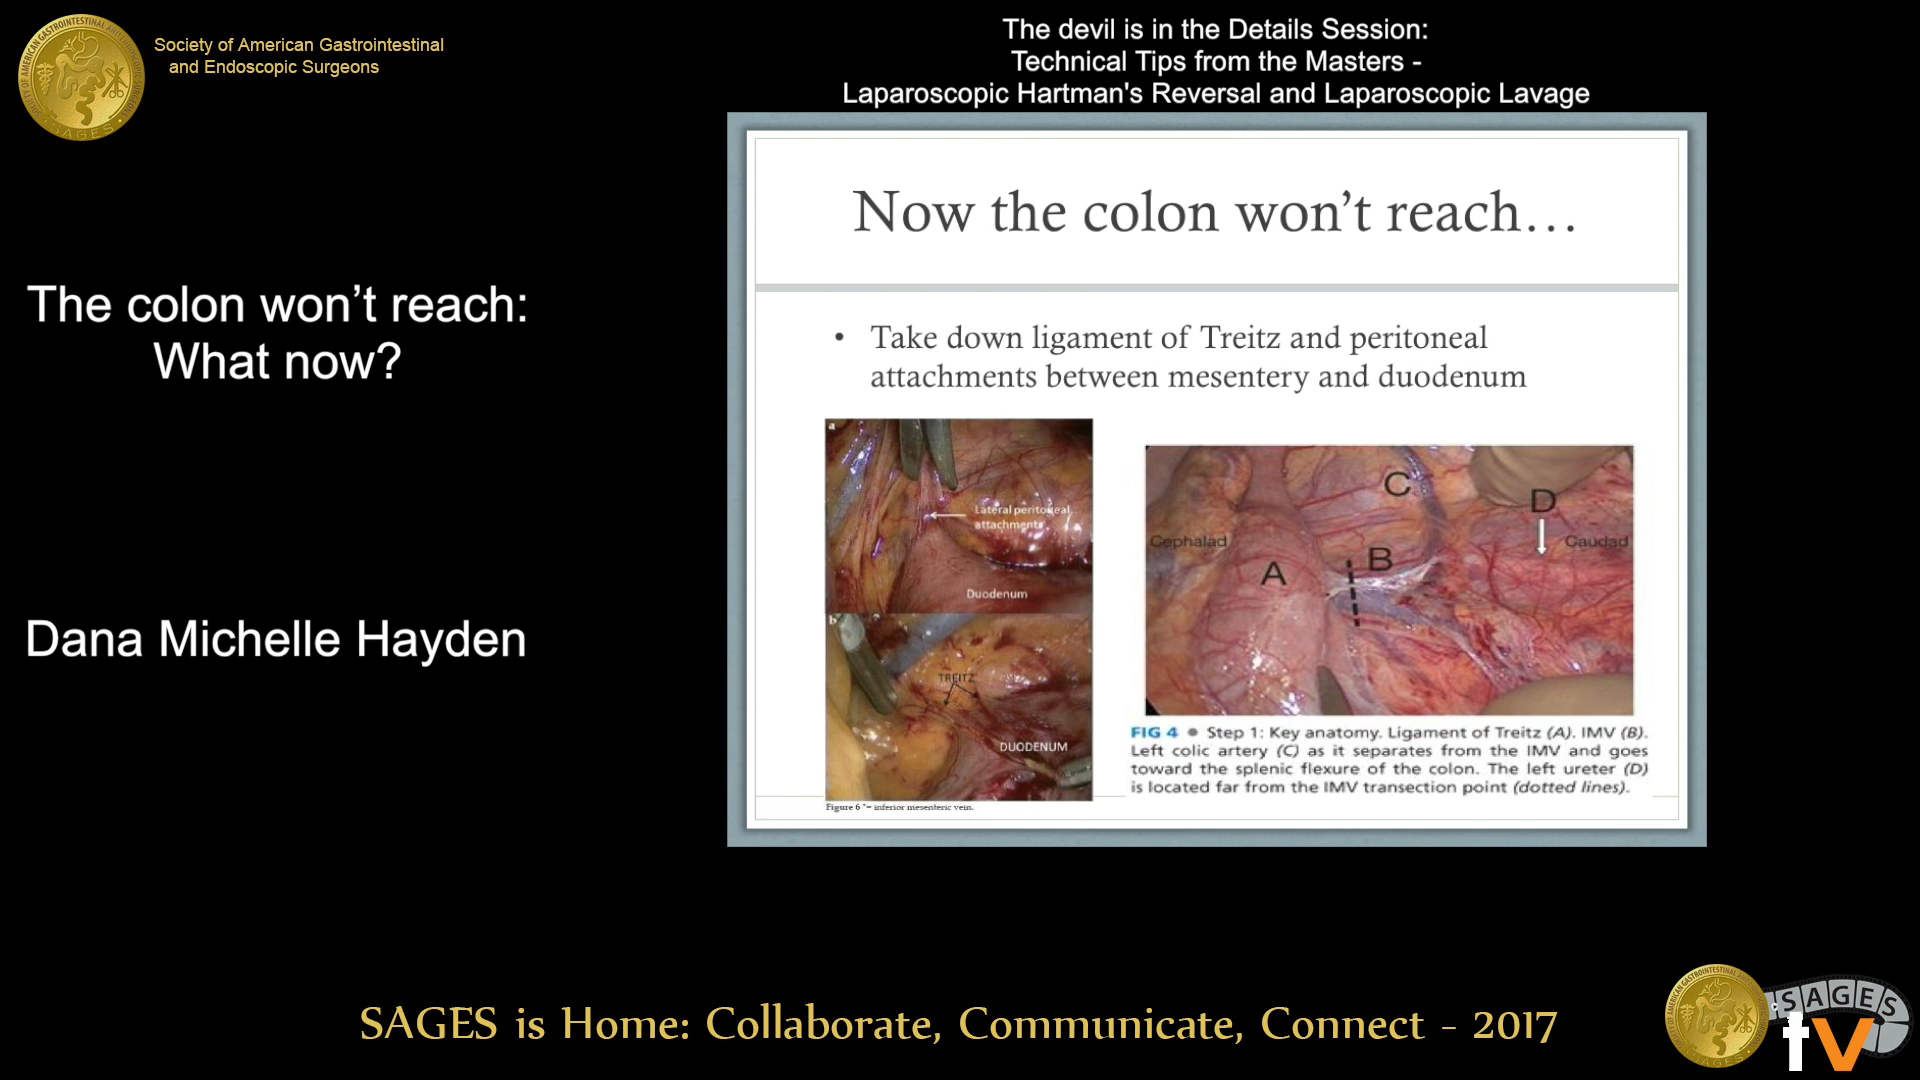 Society of American Gastrointestinal
and Endoscopic Surgeons
The devil is in the Details Session:
Technical Tips from the Masters -
Laparoscopic Hartman's Reversal and Laparoscopic Lavage
The colon won’t reach:
What now?
Dana Michelle Hayden
Now the colon won’t reach…
• Take down ligament of Treitz and peritoneal
attachments between mesentery and duodenum
a
Lateral peritoneal
attachments
Duodenum
b
TREITZ
DUODENUM
Figure 6 *= inferior mesenteric vein.
C
D
Cephalad
Caudad
B
A
FIG 4 ● Step 1: Key anatomy. Ligament of Treitz (A). IMV (B).
Left colic artery (C) as it separates from the IMV and goes
toward the splenic flexure of the colon. The left ureter (D)
is located far from the IMV transection point (dotted lines).
SAGES is Home: Collaborate, Communicate, Connect - 2017
SAGES
tv